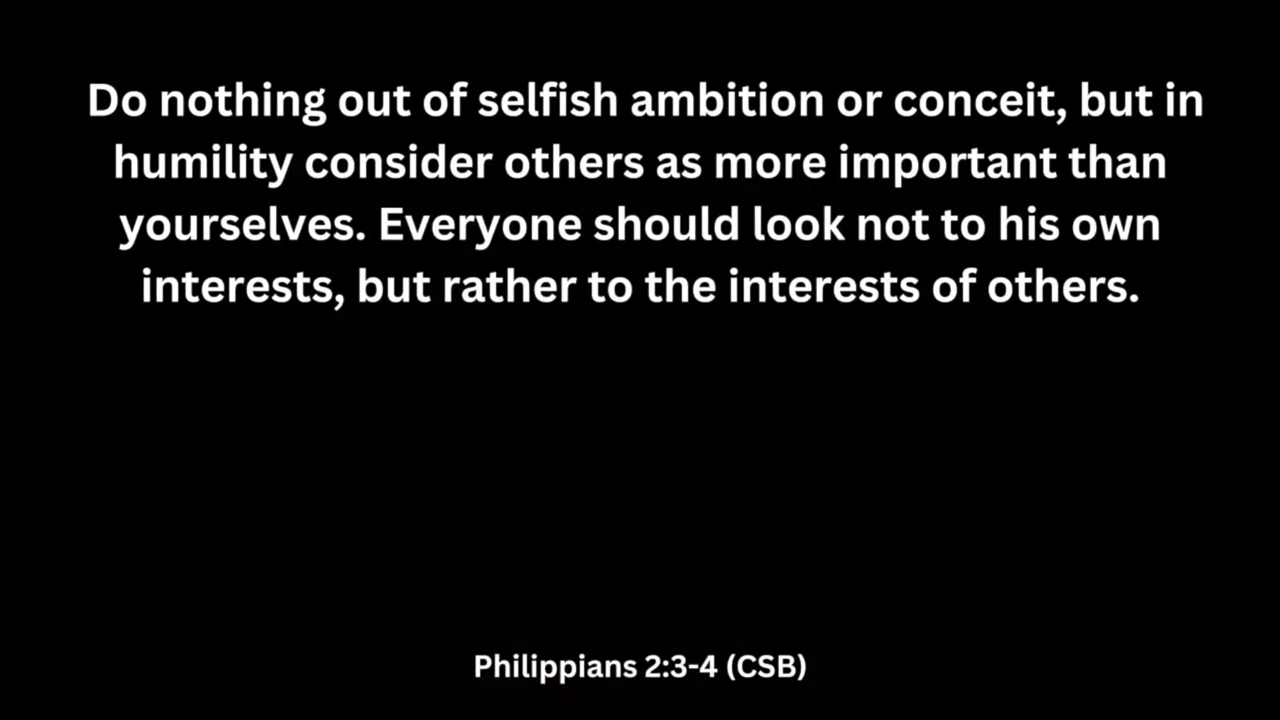 Do nothing out of selfish ambition or conceit, but in
humility consider others as more important than
yourselves. Everyone should look not to his own
interests, but rather to the interests of others.
Philippians 2:3-4 (CSB)